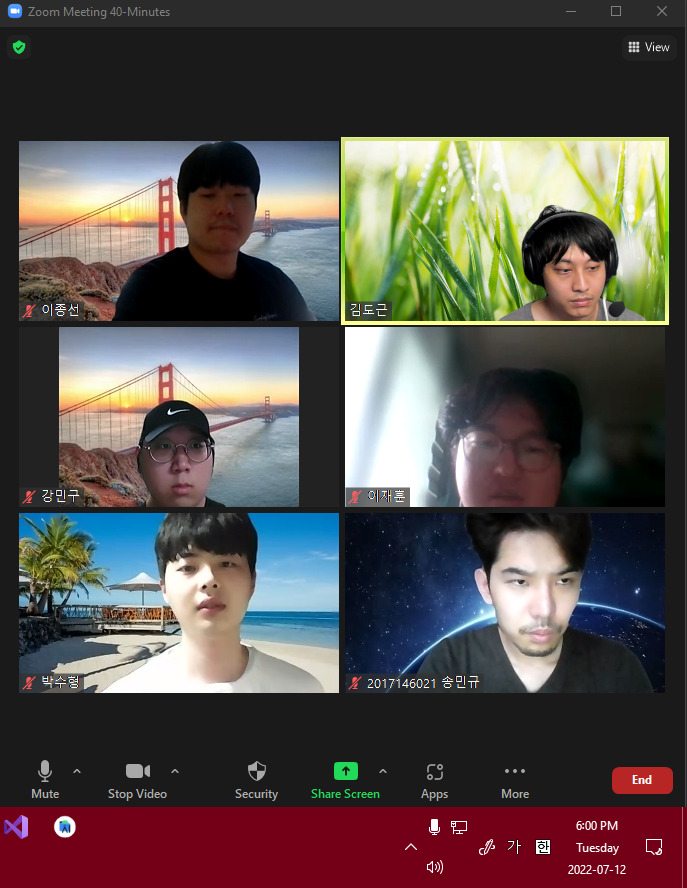 Zoom Meeting 40-Minutes
View
이종선
김도근
강민구
이재훈
박수형
2017146021 송민규
Mute
Stop Video
Security
Share Screen
Apps
More
End
6:00 PM
가
한
Tuesday
2022-07-12